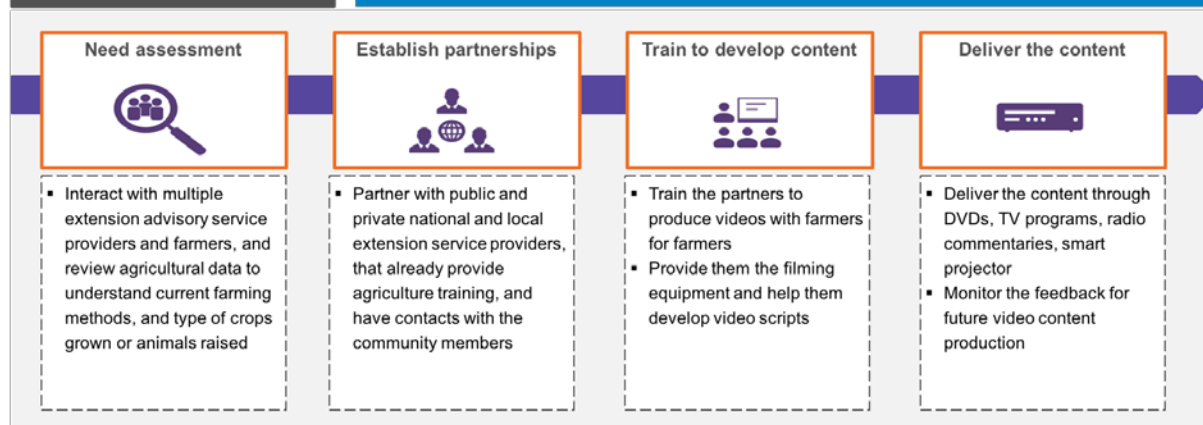 Need assessment
▪ Interact with multiple
extension advisory service
providers and farmers, and
review agricultural data to
understand current farming
methods, and type of crops
grown or animals raised
Establish partnerships
▪ Partner with public and
private national and local
extension service providers,
that already provide
agriculture training, and
have contacts with the
community members
Train to develop content
▪ Train the partners to
produce videos with farmers
for farmers
▪ Provide them the filming
equipment and help them
develop video scripts
Deliver the content
▪ Deliver the content through
DVDs, TV programs, radio
commentaries, smart
projector
▪ Monitor the feedback for
future video content
production